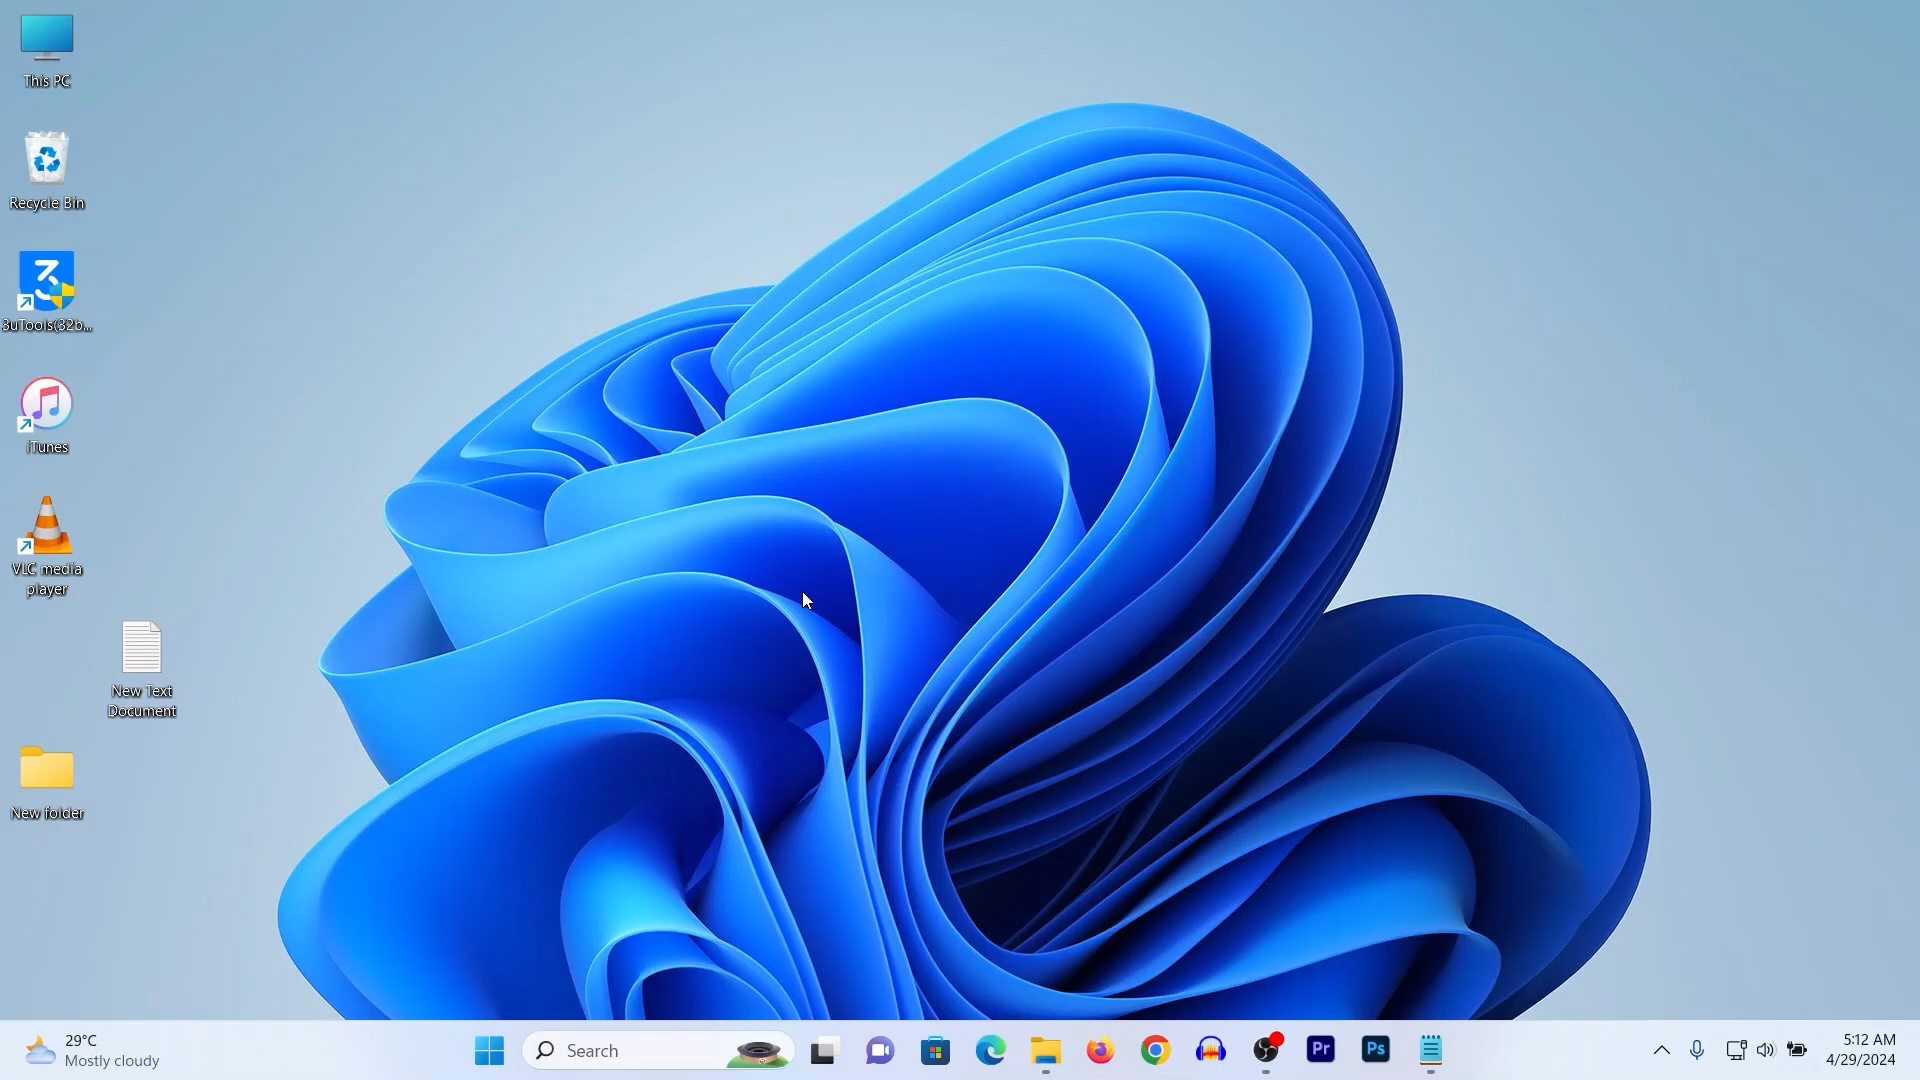 This PC
Recycle Bin
3uTools(32b...
iTunes
VLC media
player
New Text
Document
New folder
29°C
Mostly cloudy
Search
Pr
Ps
5:12 AM
4/29/2024